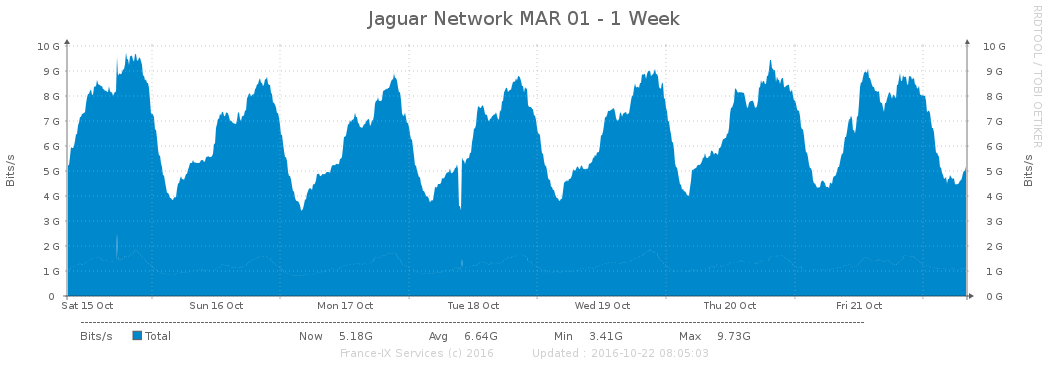 Jaguar Network MAR 01 - 1 Week
RRDTOOL / TOBI OETIKER
Bits/s
10 G
9 G
8 G
7 G
6 G
5 G
4 G
3 G
2 G
1 G
0
10 G
9 G
8 G
7 G
6 G
5 G
4 G
3 G
2 G
1 G
0 G
Bits/s
Sat 15 Oct Sun 16 Oct Mon 17 Oct Tue 18 Oct Wed 19 Oct Thu 20 Oct Fri 21 Oct
Bits/s Total Now 5.18G Avg 6.64G Min 3.41G Max 9.73G
France-IX Services (c) 2016 Updated : 2016-10-22 08:05:03